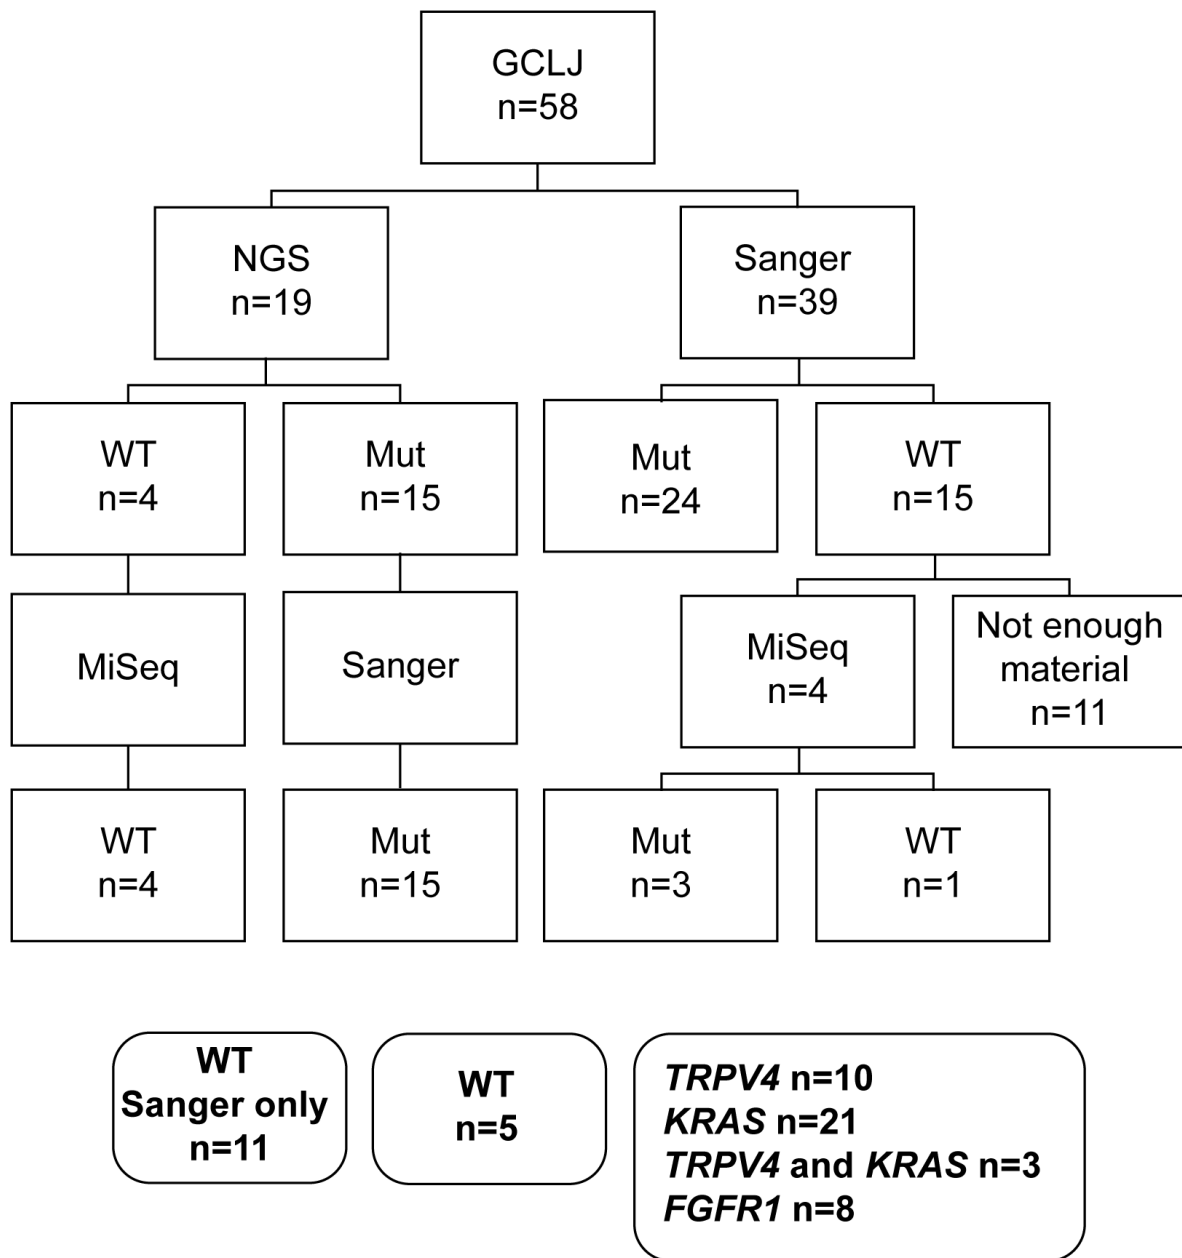 GCLJ
n=58
NGS
n=19
Sanger
n=39
WT
n=4
Mut
n=15
Mut
n=24
WT
n=15
MiSeq
Sanger
MiSeq
n=4
Not enough
material
n=11
WT
n=4
Mut
n=15
Mut
n=3
WT
n=1
WT
Sanger only
n=11
WT
n=5
TRPV4 n=10
KRAS n=21
TRPV4 and KRAS n=3
FGFR1 n=8